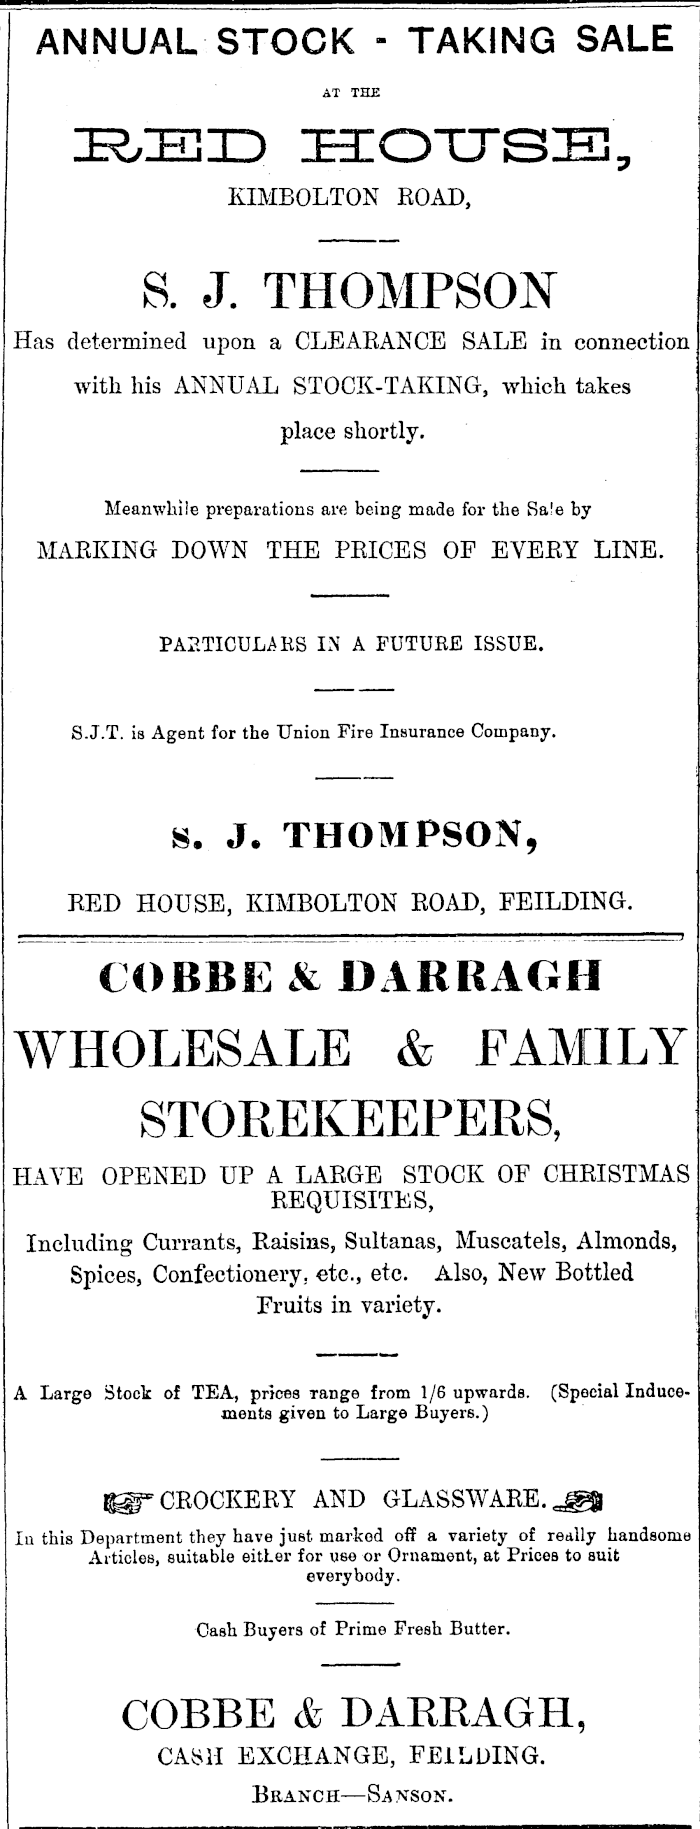 ANNUAL STOCK - TAKING SALE
AT THE
RED HOUSE,
KIMBOLTON ROAD,
S. J. THOMPSON
Has determined upon a CLEARANCE SALE in connection
with his ANNUAL STOCK-TAKING, which takes
place shortly.
Meanwhile preparations are being made for the Sale by
MARKING DOWN THE PRICES OF EVERY LINE.
PARTICULARS IN A FUTURE ISSUE.
S.J.T. is Agent for the Union Fire Insurance Company.
S. J. THOMPSON,
RED HOUSE, KIMBOLTON ROAD, FEILDING.
COBBE & DARRAGH
WHOLESALE & FAMILY
STOREKEEPERS,
HAVE OPENED UP A LARGE STOCK OF CHRISTMAS
REQUISITES,
Including Currants, Raisins, Sultanas, Muscatels, Almonds,
Spices, Confectionery, etc., etc. Also, New Bottled
Fruits in variety.
A Large Stock of TEA, prices range from 1/6 upwards. (Special Induce-
ments given to Large Buyers.)
CROCKERY AND GLASSWARE.
In this Department they have just marked off a variety of really handsome
Articles, suitable either for use or Ornament, at Prices to suit
everybody.
Cash Buyers of Prime Fresh Butter.
COBBE & DARRAGH,
CASH EXCHANGE, FEILDING.
BRANCH—SANSON.